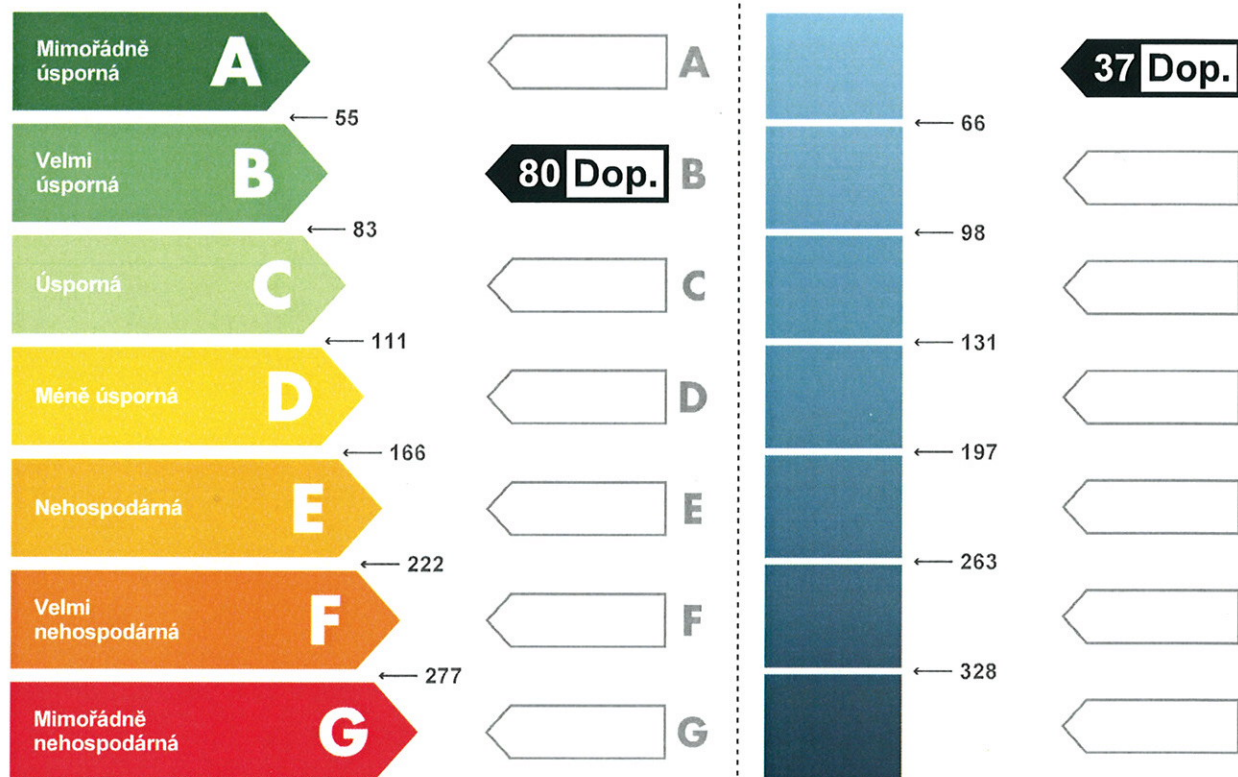 Mimořádně
úsporná
A
55
Velmi
úsporná
B
83
Úsporná
C
111
Méně úsporná
D
166
Nehospodárná
E
222
Velmi
nehospodárná
F
277
Mimořádně
nehospodárná
G
A
80 Dop. B
C
D
E
F
G
66
98
131
197
263
328
37 Dop.